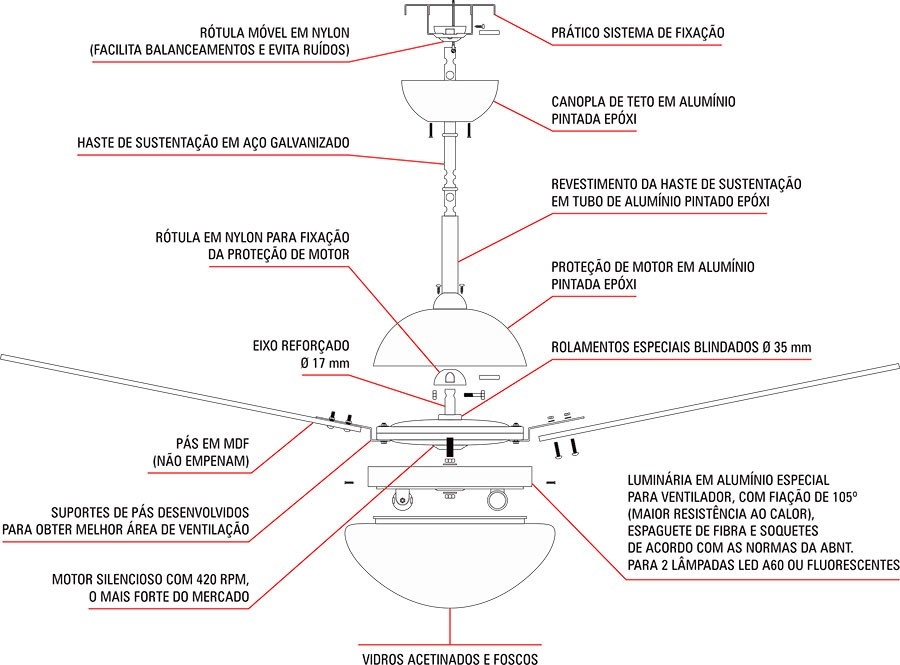 RÓTULA MÓVEL EM NYLON
(FACILITA BALANCEAMENTOS E EVITA RUÍDOS)
PRÁTICO SISTEMA DE FIXAÇÃO
CANOPLA DE TETO EM ALUMÍNIO
PINTADA EPÓXI
HASTE DE SUSTENTAÇÃO EM AÇO GALVANIZADO
REVESTIMENTO DA HASTE DE SUSTENTAÇÃO
EM TUBO DE ALUMÍNIO PINTADO EPÓXI
RÓTULA EM NYLON PARA FIXAÇÃO
DA PROTEÇÃO DE MOTOR
PROTEÇÃO DE MOTOR EM ALUMÍNIO
PINTADA EPÓXI
EIXO REFORÇADO
Ø 17 mm
ROLAMENTOS ESPECIAIS BLINDADOS Ø 35 mm
PÁS EM MDF
(NÃO EMPENAM)
SUPORTES DE PÁS DESENVOLVIDOS
PARA OBTER MELHOR ÁREA DE VENTILAÇÃO
LUMINÁRIA EM ALUMÍNIO ESPECIAL
PARA VENTILADOR, COM FIAÇÃO DE 105º
(MAIOR RESISTÊNCIA AO CALOR),
ESPAGUETE DE FIBRA E SOQUETES
DE ACORDO COM AS NORMAS DA ABNT.
PARA 2 LÂMPADAS LED A60 OU FLUORESCENTES
MOTOR SILENCIOSO COM 420 RPM,
O MAIS FORTE DO MERCADO
VIDROS ACETINADOS E FOSCOS